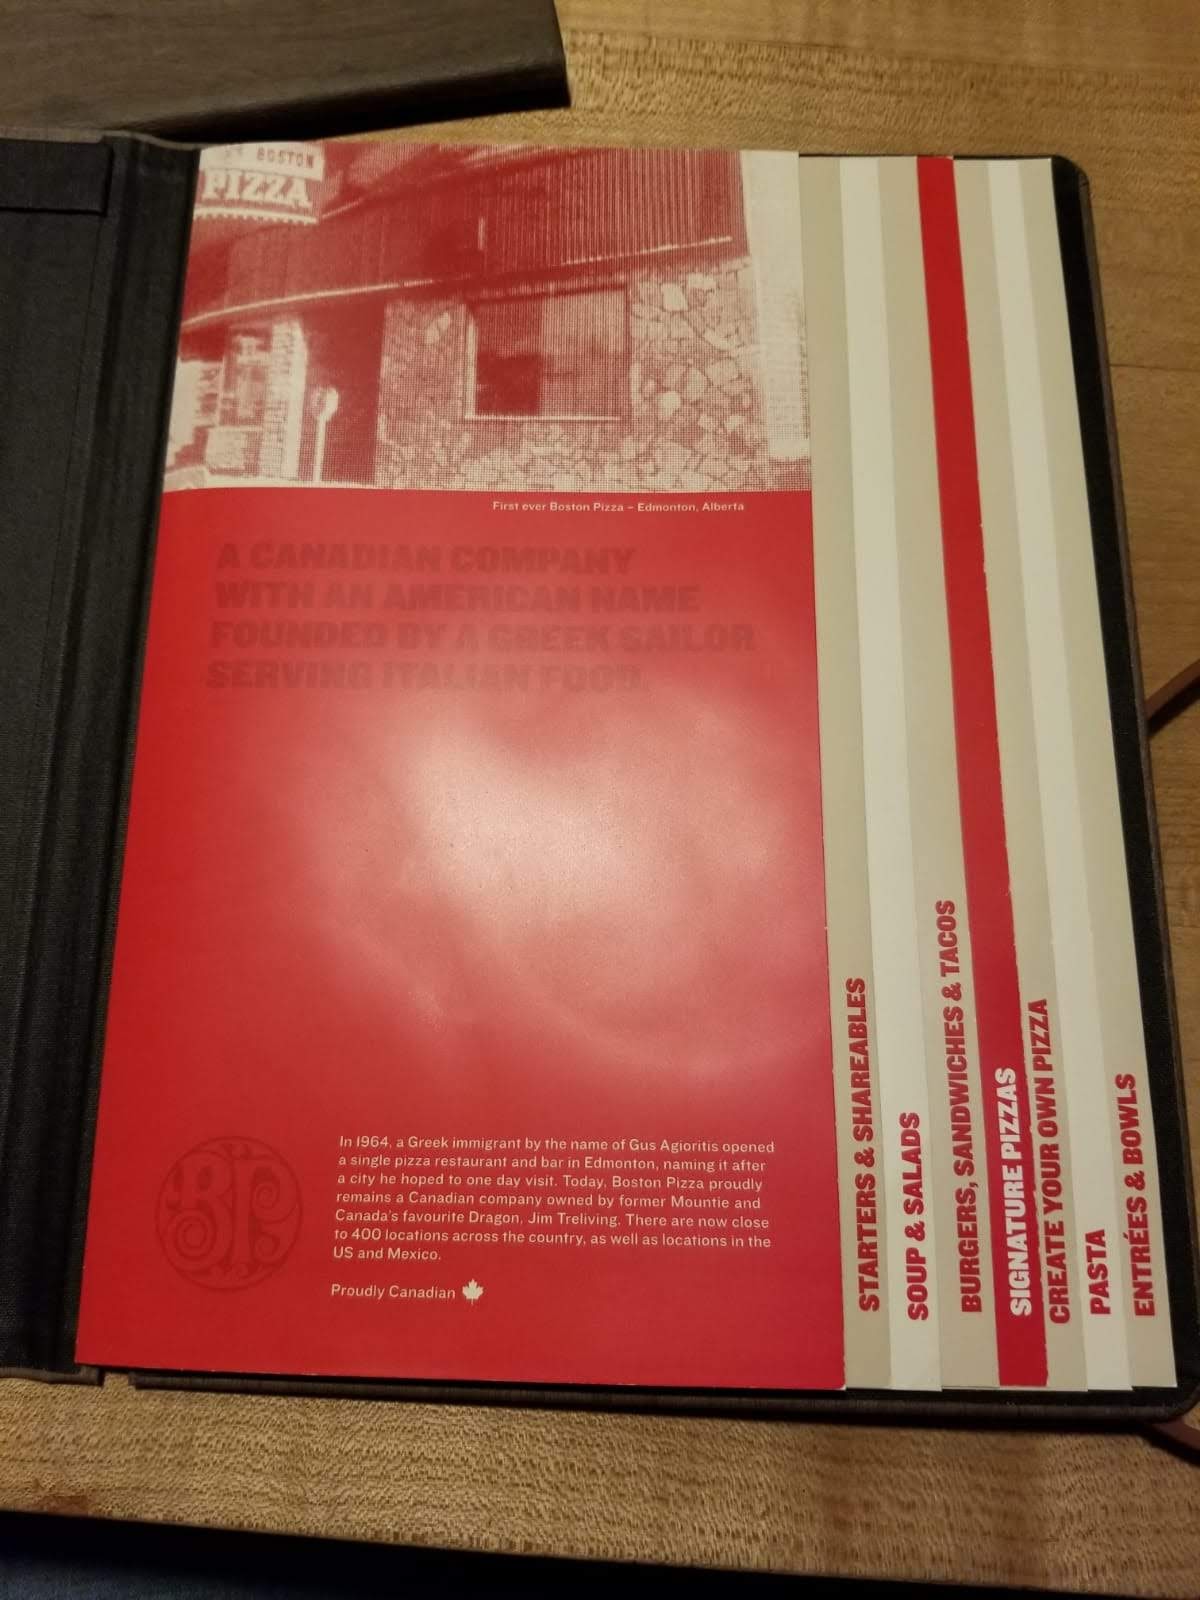 BOSTON
PIZZA
First ever Boston Pizza – Edmonton, Alberta
A CANADIAN COMPANY
WITH AN AMERICAN NAME
FOUNDED BY A GREEK SAILOR
SERVING ITALIAN FOOD.
BP
In 1964, a Greek immigrant by the name of Gus Agioritis opened
a single pizza restaurant and bar in Edmonton, naming it after
a city he hoped to one day visit. Today, Boston Pizza proudly
remains a Canadian company owned by former Mountie and
Canada's favourite Dragon, Jim Treliving. There are now close
to 400 locations across the country, as well as locations in the
US and Mexico.
Proudly Canadian
STARTERS & SHAREABLES
SOUP & SALADS
BURGERS, SANDWICHES & TACOS
SIGNATURE PIZZAS
CREATE YOUR OWN PIZZA
PASTA
ENTRÉES & BOWLS